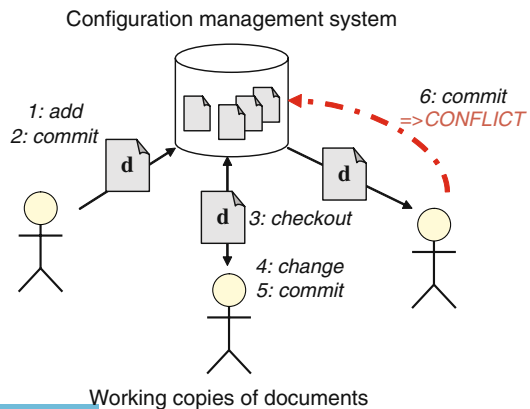 Configuration management system
1: add
2: commit
6: commit
=>CONFLICT
d
d
d
3: checkout
4: change
5: commit
Working copies of documents